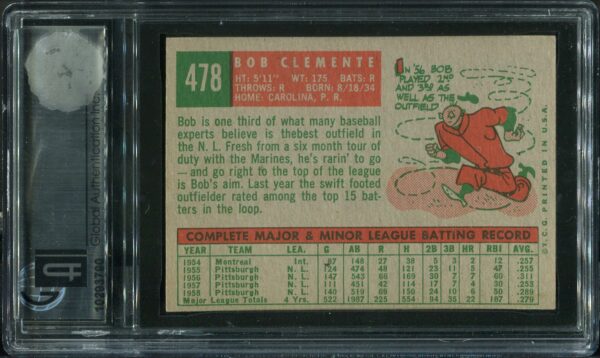 478
BOB CLEMENTE
HT: 5'11" WT: 175 BATS: R
THROWS: R BORN: 8/18/34
HOME: CAROLINA, P. R.
Bob is one third of what many baseball
experts believe is thebest outfield in
the N. L. Fresh from a six month tour of
duty with the Marines, he's rarin' to go
—and go right to the top of the league
is Bob's aim. Last year the swift footed
outfielder rated among the top 15 bat-
ters in the loop.
IN '56 BOB
PLAYED 2ND
AND 3RD AS
WELL AS THE
OUTFIELD
© T. C. G. PRINTED IN U.S.A.
COMPLETE MAJOR & MINOR LEAGUE BATTING RECORD
YEAR TEAM LEA. G AB R H 2B 3B HR RBI AVG.
1954 Montreal Int. 87 148 27 38 5 3 2 12 .257
1955 Pittsburgh N. L. 124 474 48 121 23 11 5 47 .255
1956 Pittsburgh N. L. 147 543 66 169 30 7 7 60 .311
1957 Pittsburgh N. L. 111 451 42 114 17 7 4 30 .253
1958 Pittsburgh N. L. 140 519 69 150 24 10 6 50 .289
Major League Totals 4 Yrs. 522 1987 225 554 94 35 22 187 .279
Global Authentication Inc.